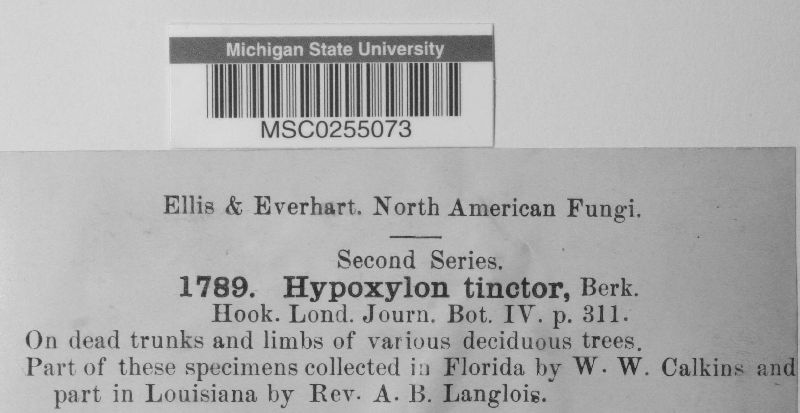 Michigan State University
MSC0255073
Ellis & Everhart. North American Fungi.
Second Series.
1789. Hypoxylon tinctor, Berk.
Hook. Lond. Journ. Bot. IV. p. 311.
On dead trunks and limbs of various deciduous trees.
Part of these specimens collected in Florida by W. W. Calkins and
part in Louisiana by Rev. A. B. Langlois.